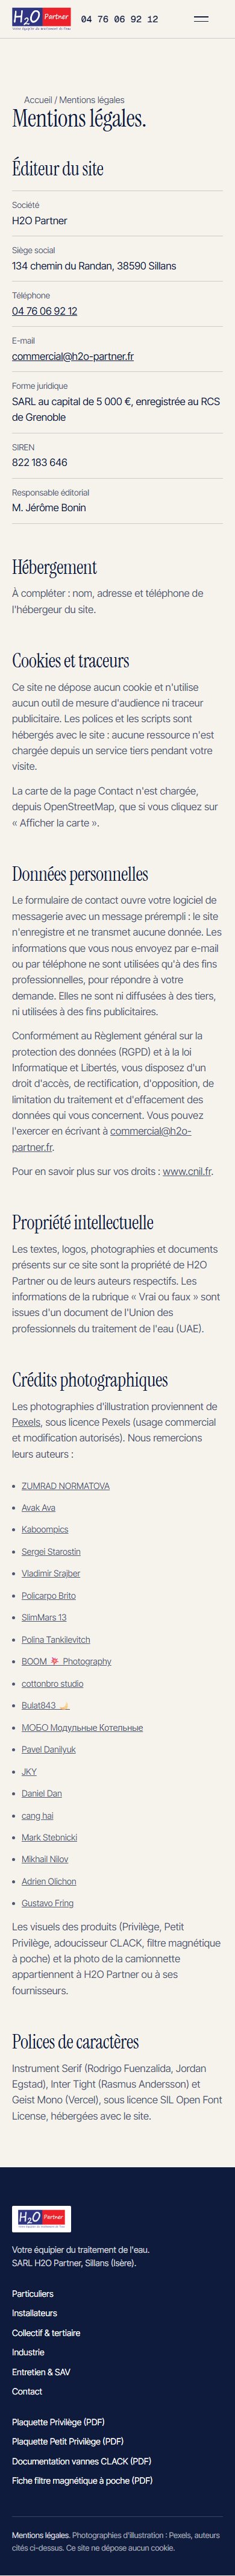 H2O Partner
Votre équipier du traitement de l'eau
04 76 06 92 12
Accueil / Mentions légales
Mentions légales.
Éditeur du site
Société
H2O Partner
Siège social
134 chemin du Randan, 38590 Sillans
Téléphone
04 76 06 92 12
E-mail
commercial@h2o-partner.fr
Forme juridique
SARL au capital de 5 000 €, enregistrée au RCS
de Grenoble
SIREN
822 183 646
Responsable éditorial
M. Jérôme Bonin
Hébergement
À compléter : nom, adresse et téléphone de
l'hébergeur du site.
Cookies et traceurs
Ce site ne dépose aucun cookie et n'utilise
aucun outil de mesure d'audience ni traceur
publicitaire. Les polices et les scripts sont
hébergés avec le site : aucune ressource n'est
chargée depuis un service tiers pendant votre
visite.
La carte de la page Contact n'est chargée,
depuis OpenStreetMap, que si vous cliquez sur
« Afficher la carte ».
Données personnelles
Le formulaire de contact ouvre votre logiciel de
messagerie avec un message prérempli : le site
n'enregistre et ne transmet aucune donnée. Les
informations que vous nous envoyez par e-mail
ou par téléphone ne sont utilisées qu'à des fins
professionnelles, pour répondre à votre
demande. Elles ne sont ni diffusées à des tiers,
ni utilisées à des fins publicitaires.
Conformément au Règlement général sur la
protection des données (RGPD) et à la loi
Informatique et Libertés, vous disposez d'un
droit d'accès, de rectification, d'opposition, de
limitation du traitement et d'effacement des
données qui vous concernent. Vous pouvez
l'exercer en écrivant à commercial@h2o-
partner.fr.
Pour en savoir plus sur vos droits : www.cnil.fr.
Propriété intellectuelle
Les textes, logos, photographies et documents
présents sur ce site sont la propriété de H2O
Partner ou de leurs auteurs respectifs. Les
informations de la rubrique « Vrai ou faux » sont
issues d'un document de l'Union des
professionnels du traitement de l'eau (UAE).
Crédits photographiques
Les photographies d'illustration proviennent de
Pexels, sous licence Pexels (usage commercial
et modification autorisés). Nous remercions
leurs auteurs :
ZUMRAD NORMATOVA
Avak Ava
Kaboompics
Sergei Starostin
Vladimir Srajber
Policarpo Brito
SlimMars 13
Polina Tankilevitch
BOOM 💥 Photography
cottonbro studio
Bulat843 🌙
МОБО Модульные Котельные
Pavel Danilyuk
JKY
Daniel Dan
cang hai
Mark Stebnicki
Mikhail Nilov
Adrien Olichon
Gustavo Fring
Les visuels des produits (Privilège, Petit
Privilège, adoucisseur CLACK, filtre magnétique
à poche) et la photo de la camionnette
appartiennent à H2O Partner ou à ses
fournisseurs.
Polices de caractères
Instrument Serif (Rodrigo Fuenzalida, Jordan
Egstad), Inter Tight (Rasmus Andersson) et
Geist Mono (Vercel), sous licence SIL Open Font
License, hébergées avec le site.
H2O Partner
Votre équipier du traitement de l'eau
Votre équipier du traitement de l'eau.
SARL H2O Partner, Sillans (Isère).
Particuliers
Installateurs
Collectif & tertiaire
Industrie
Entretien & SAV
Contact
Plaquette Privilège (PDF)
Plaquette Petit Privilège (PDF)
Documentation vannes CLACK (PDF)
Fiche filtre magnétique à poche (PDF)
Mentions légales. Photographies d'illustration : Pexels, auteurs
cités ci-dessus. Ce site ne dépose aucun cookie.